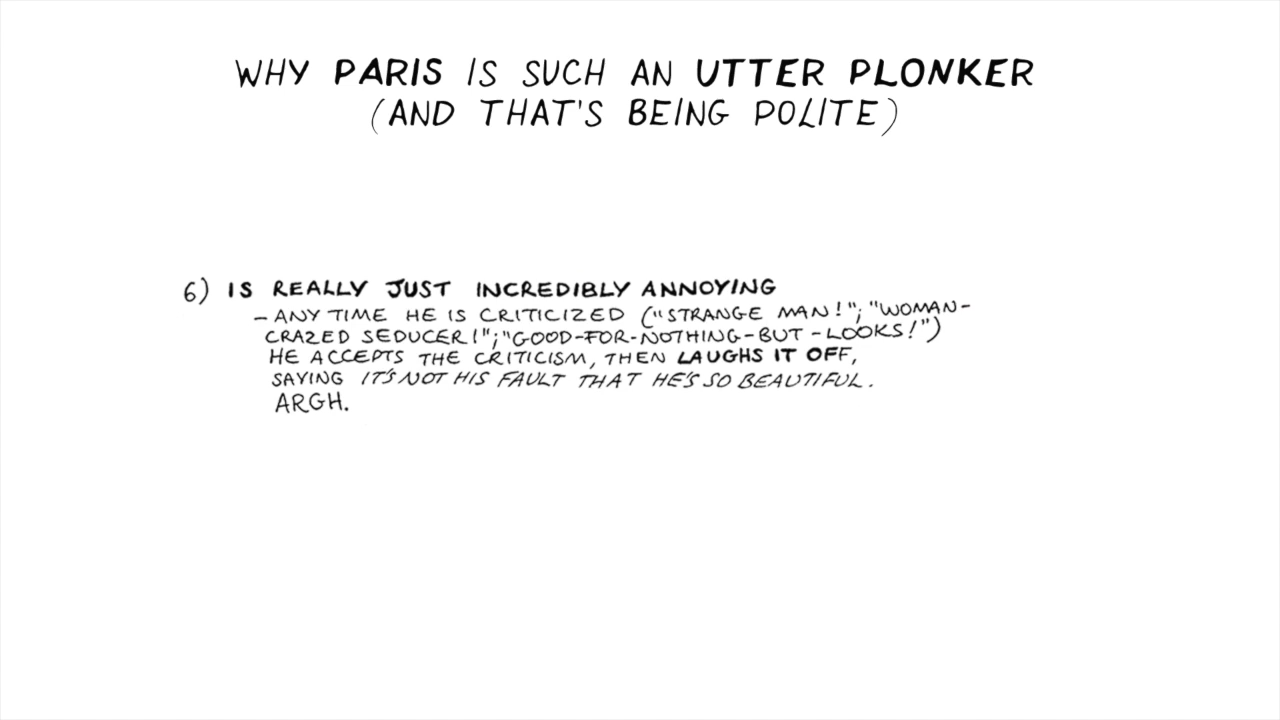 WHY PARIS IS SUCH AN UTTER PLONKER
(AND THAT'S BEING POLITE)
6) IS REALLY JUST INCREDIBLY ANNOYING
- ANY TIME HE IS CRITICIZED ("STRANGE MAN!"; "WOMAN-
CRAZED SEDUCER!"; "GOOD-FOR-NOTHING-BUT-LOOKS!")
HE ACCEPTS THE CRITICISM, THEN LAUGHS IT OFF,
SAYING IT'S NOT HIS FAULT THAT HE'S SO BEAUTIFUL.
ARGH.